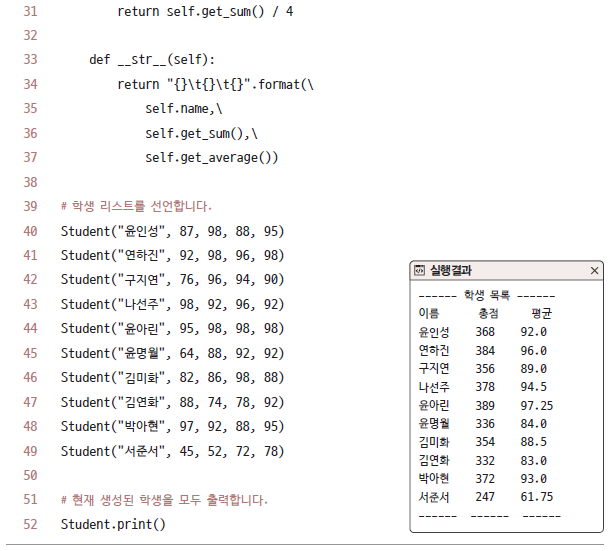 31 return self.get_sum() / 4
32
33 def __str__(self):
34 return "{}\t{}\t{}".format(\
35 self.name,\
36 self.get_sum(),\
37 self.get_average())
38
39 # 학생 리스트를 선언합니다.
40 Student("윤인성", 87, 98, 88, 95)
41 Student("연하진", 92, 98, 96, 98)
42 Student("구지연", 76, 96, 94, 90)
43 Student("나선주", 98, 92, 96, 92)
44 Student("윤아린", 95, 98, 98, 98)
45 Student("윤명월", 64, 88, 92, 92)
46 Student("김미화", 82, 86, 98, 88)
47 Student("김연화", 88, 74, 78, 92)
48 Student("박아현", 97, 92, 88, 95)
49 Student("서준서", 45, 52, 72, 78)
50
51 # 현재 생성된 학생을 모두 출력합니다.
52 Student.print()
실행결과
------ 학생 목록 ------
이름 총점 평균
윤인성 368 92.0
연하진 384 96.0
구지연 356 89.0
나선주 378 94.5
윤아린 389 97.25
윤명월 336 84.0
김미화 354 88.5
김연화 332 83.0
박아현 372 93.0
서준서 247 61.75
------ ------ ------